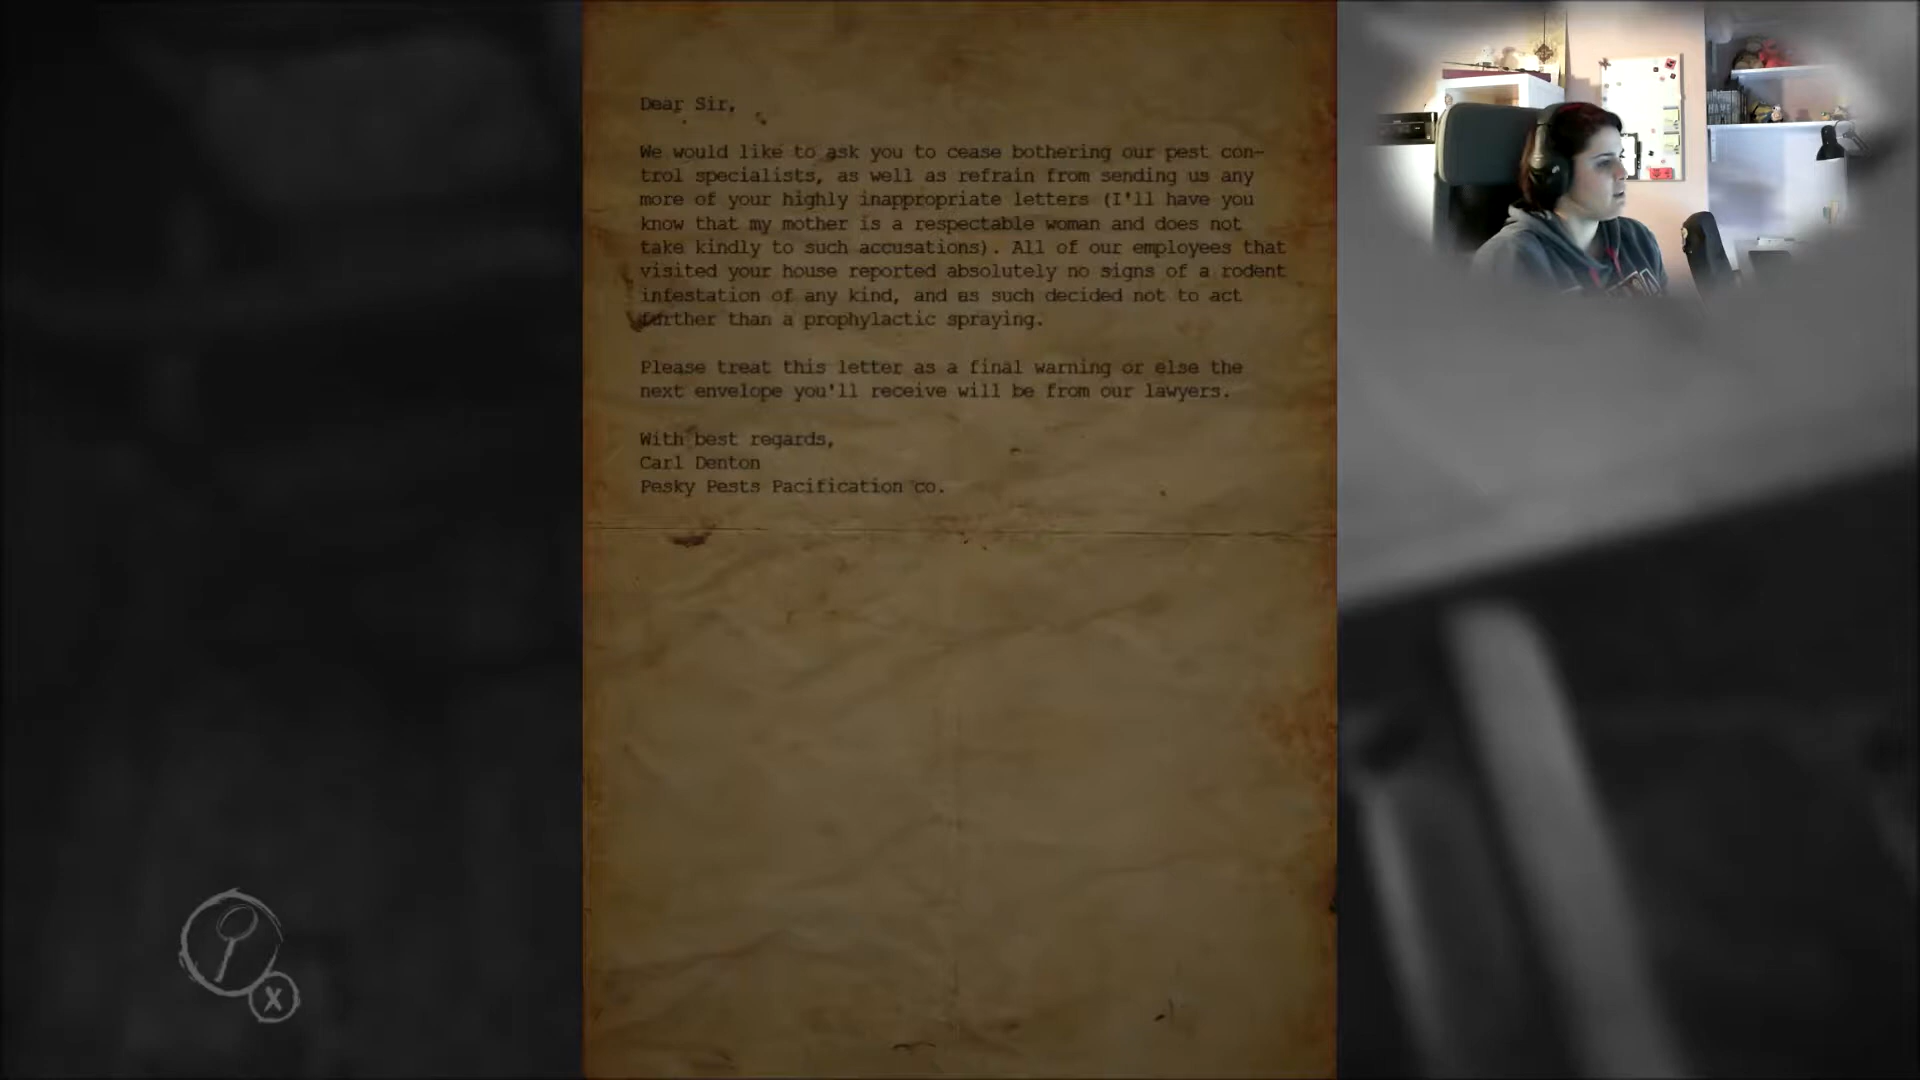 Dear Sir,
We would like to ask you to cease bothering our pest con-
trol specialists, as well as refrain from sending us any
more of your highly inappropriate letters (I'll have you
know that my mother is a respectable woman and does not
take kindly to such accusations). All of our employees that
visited your house reported absolutely no signs of a rodent
infestation of any kind, and as such decided not to act
further than a prophylactic spraying.
Please treat this letter as a final warning or else the
next envelope you'll receive will be from our lawyers.
With best regards,
Carl Denton
Pesky Pests Pacification co.
X